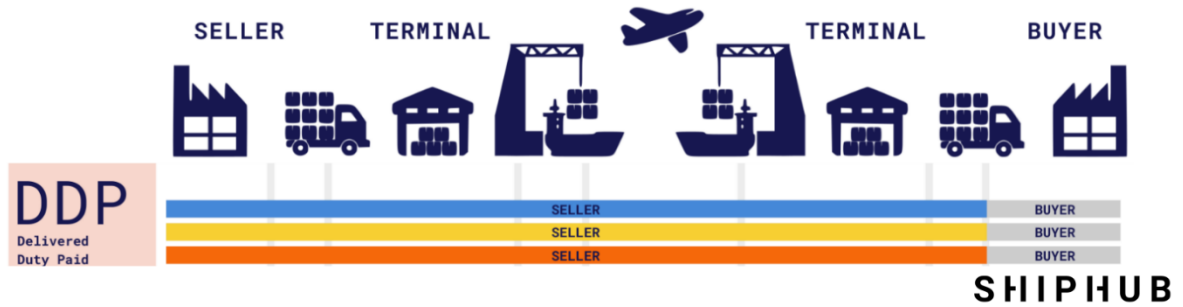 SELLER TERMINAL TERMINAL BUYER
DDP
Delivered
Duty Paid
SELLER BUYER
SELLER BUYER
SELLER BUYER
SHIPHUB